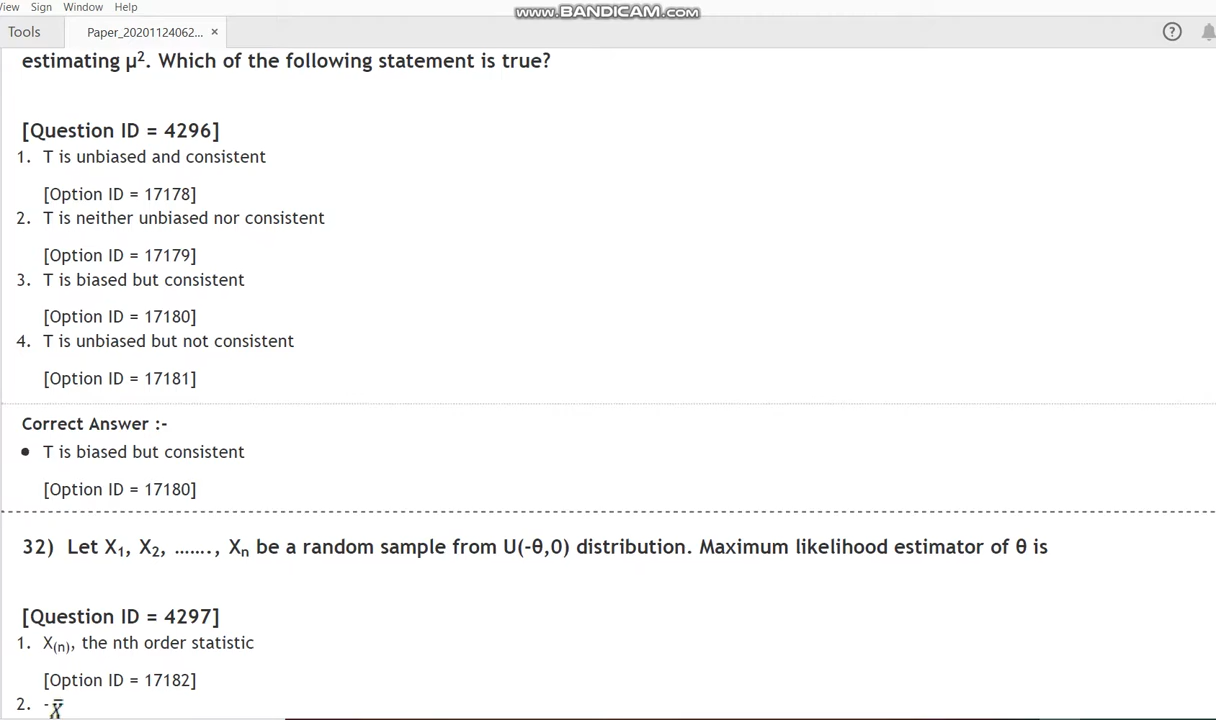 View Sign Window Help
www.BANDICAM.com
Tools Paper_20201124062... × ?
estimating μ². Which of the following statement is true?
[Question ID = 4296]
1. T is unbiased and consistent
[Option ID = 17178]
2. T is neither unbiased nor consistent
[Option ID = 17179]
3. T is biased but consistent
[Option ID = 17180]
4. T is unbiased but not consistent
[Option ID = 17181]
Correct Answer :-
• T is biased but consistent
[Option ID = 17180]
32) Let X₁, X₂, ......., Xₙ be a random sample from U(-θ,0) distribution. Maximum likelihood estimator of θ is
[Question ID = 4297]
1. X₍ₙ₎, the nth order statistic
[Option ID = 17182]
2. -X̄